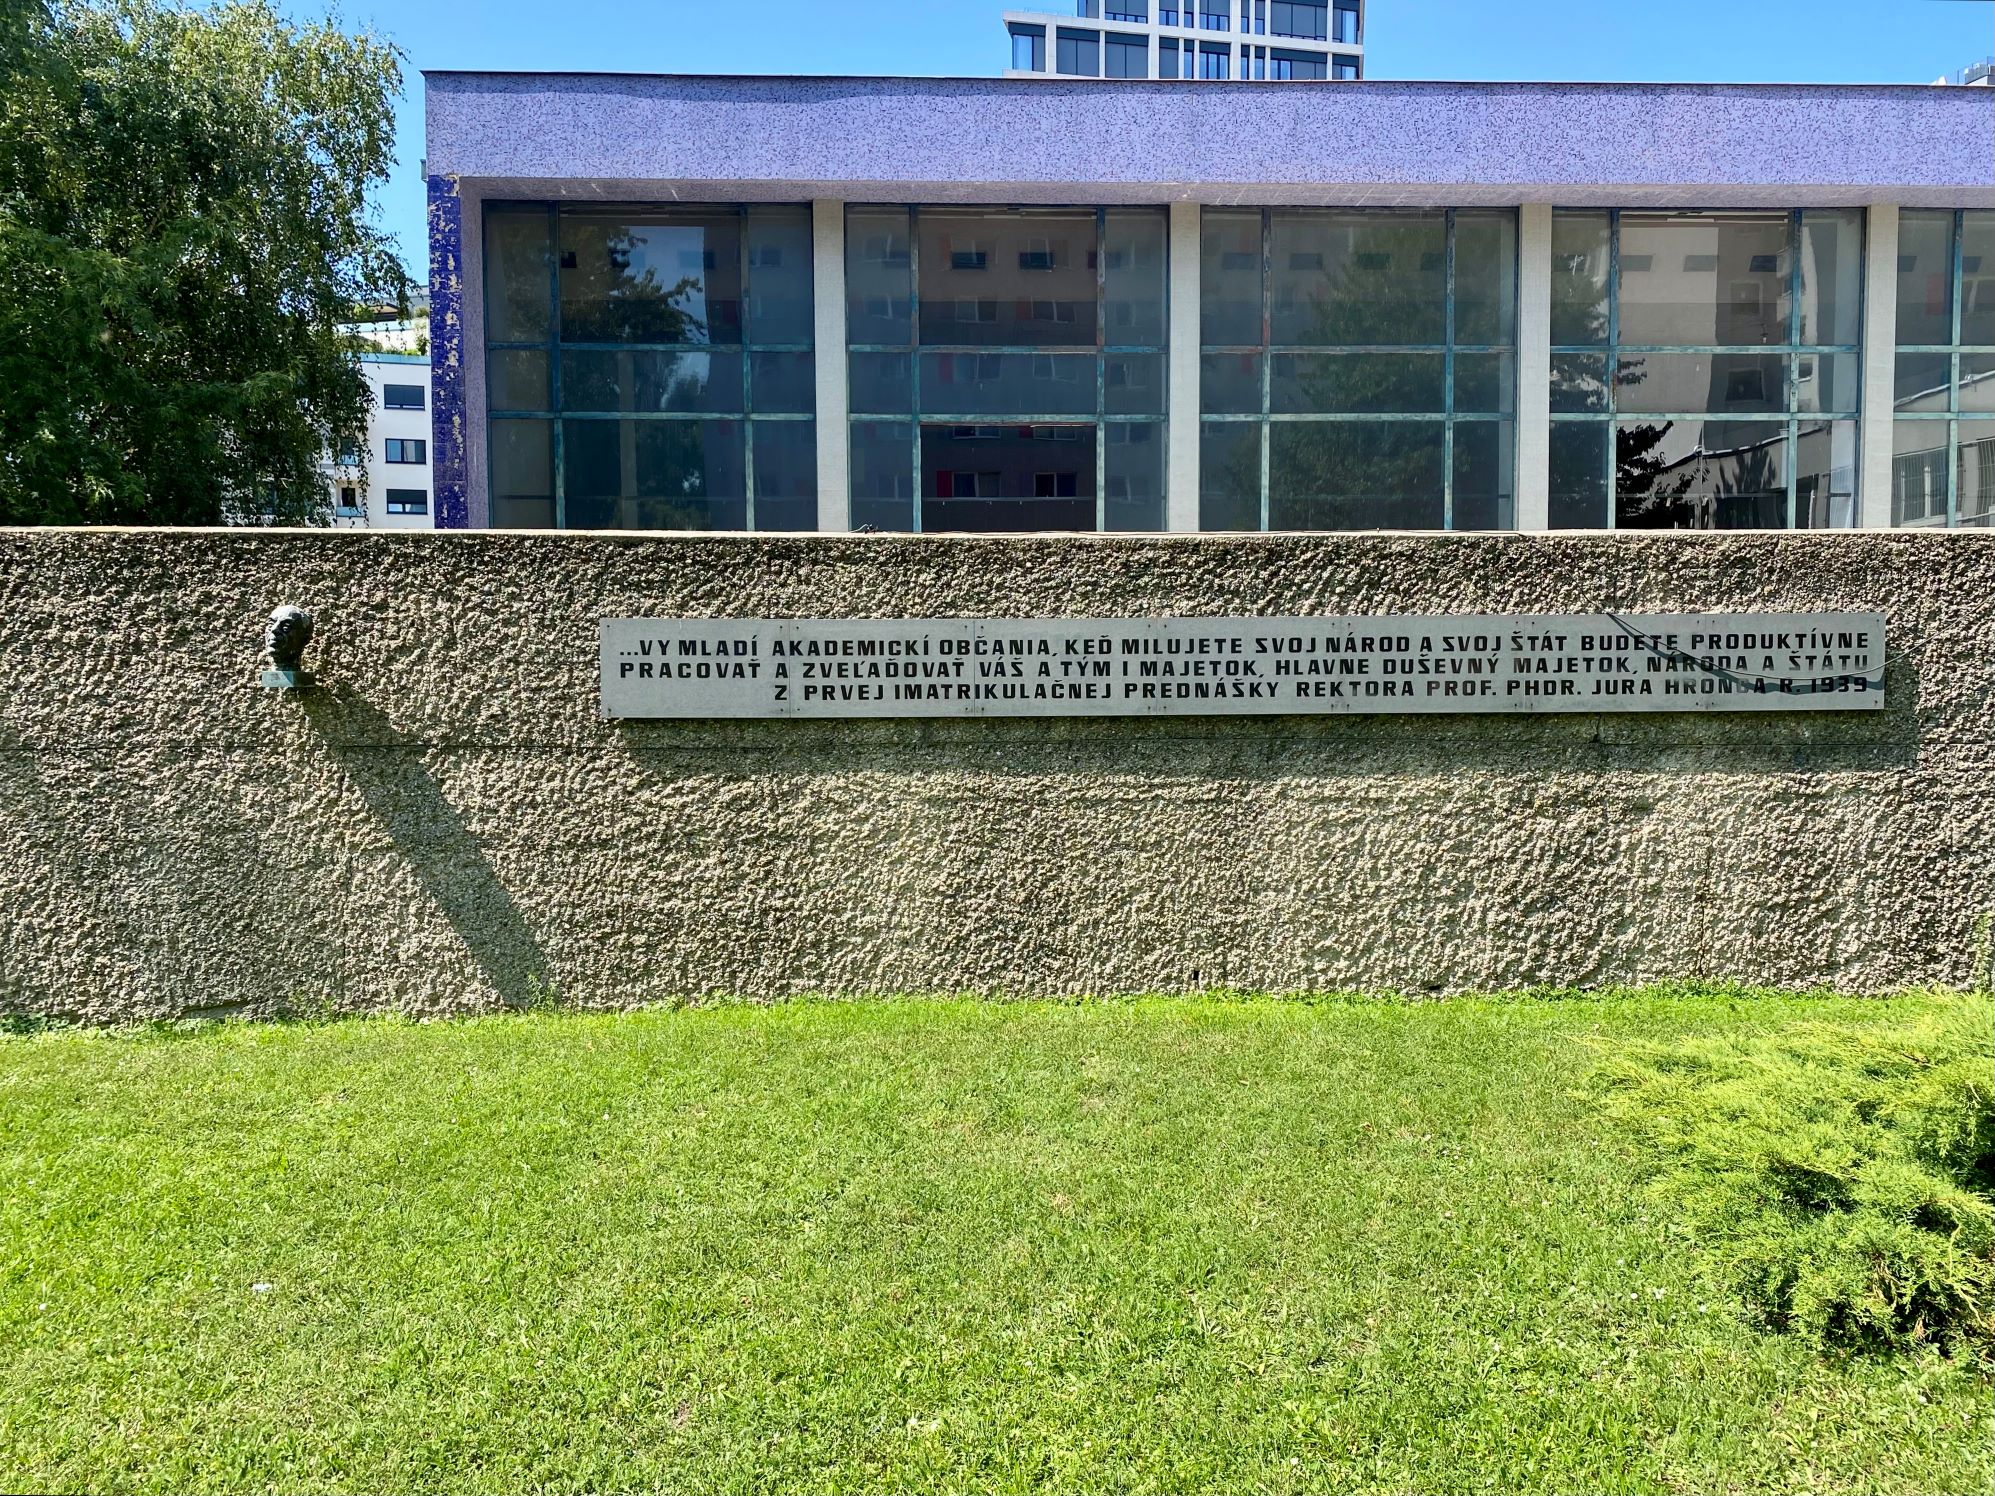 ...VY MLADÍ AKADEMICKÍ OBČANIA, KEĎ MILUJETE SVOJ NÁROD A SVOJ ŠTÁT BUDETE PRODUKTÍVNE
PRACOVAŤ A ZVEĽAĎOVAŤ VÁŠ A TÝM I MAJETOK, HLAVNE DUŠEVNÝ MAJETOK, NÁRODA A ŠTÁTU
Z PRVEJ IMATRIKULAČNEJ PREDNÁŠKY REKTORA PROF. PHDR. JURA HRONCA R. 1939